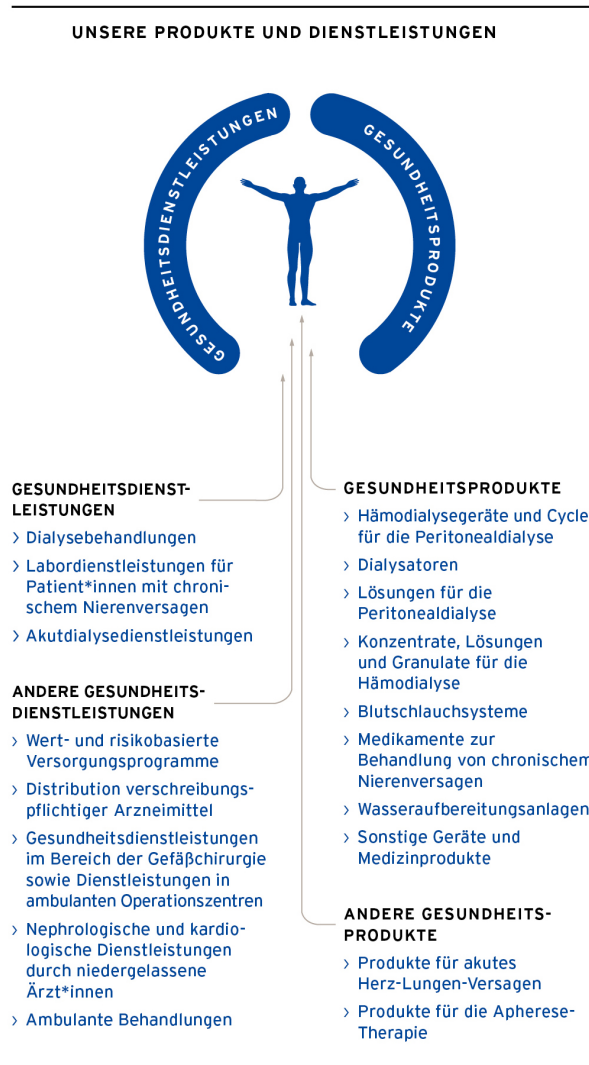 UNSERE PRODUKTE UND DIENSTLEISTUNGEN
GESUNDHEITSDIENSTLEISTUNGEN
GESUNDHEITSPRODUKTE
GESUNDHEITSDIENST-
LEISTUNGEN
> Dialysebehandlungen
> Labordienstleistungen für
Patient*innen mit chroni-
schem Nierenversagen
> Akutdialysedienstleistungen
ANDERE GESUNDHEITS-
DIENSTLEISTUNGEN
> Wert- und risikobasierte
Versorgungsprogramme
> Distribution verschreibungs-
pflichtiger Arzneimittel
> Gesundheitsdienstleistungen
im Bereich der Gefäßchirurgie
sowie Dienstleistungen in
ambulanten Operationszentren
> Nephrologische und kardio-
logische Dienstleistungen
durch niedergelassene
Ärzt*innen
> Ambulante Behandlungen
GESUNDHEITSPRODUKTE
> Hämodialysegeräte und Cycle
für die Peritonealdialyse
> Dialysatoren
> Lösungen für die
Peritonealdialyse
> Konzentrate, Lösungen
und Granulate für die
Hämodialyse
> Blutschlauchsysteme
> Medikamente zur
Behandlung von chronischem
Nierenversagen
> Wasseraufbereitungsanlagen
> Sonstige Geräte und
Medizinprodukte
ANDERE GESUNDHEITS-
PRODUKTE
> Produkte für akutes
Herz-Lungen-Versagen
> Produkte für die Apherese-
Therapie